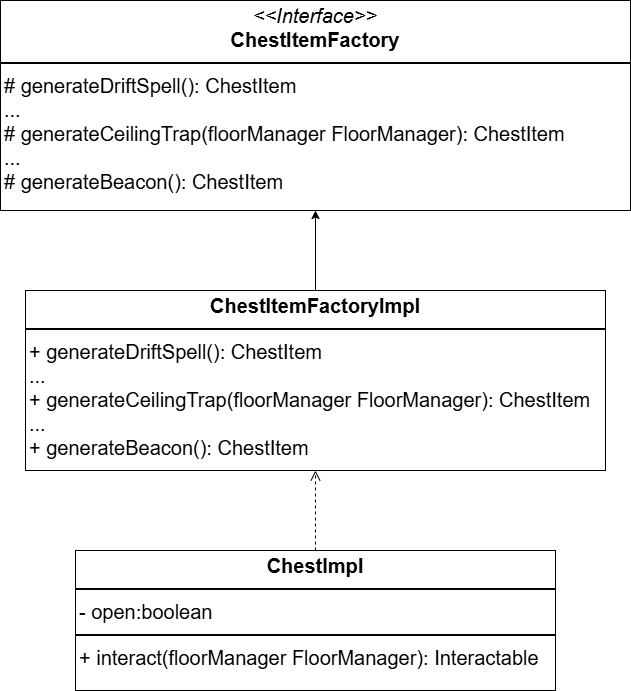 <<Interface>>
ChestItemFactory
# generateDriftSpell(): ChestItem
...
# generateCeilingTrap(floorManager FloorManager): ChestItem
...
# generateBeacon(): ChestItem
ChestItemFactoryImpl
+ generateDriftSpell(): ChestItem
...
+ generateCeilingTrap(floorManager FloorManager): ChestItem
...
+ generateBeacon(): ChestItem
ChestImpl
- open:boolean
+ interact(floorManager FloorManager): Interactable